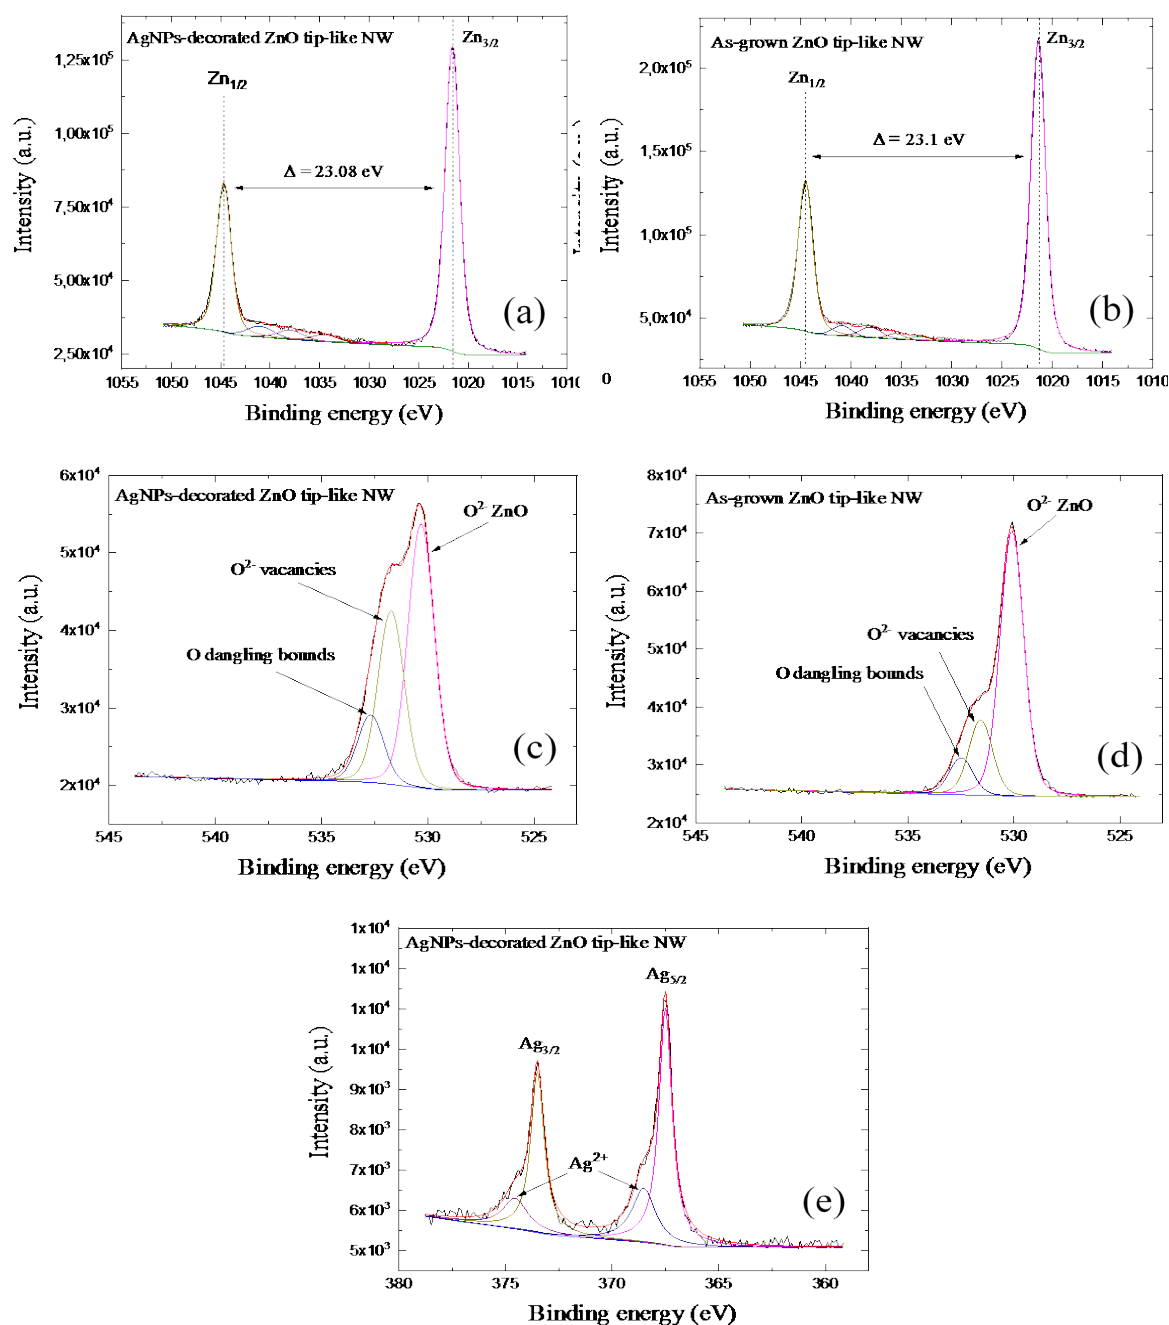 AgNPs-decorated ZnO tip-like NW
Zn3/2
Zn1/2
Δ = 23.08 eV
(a)
1,25x10⁵
1,00x10⁵
7,50x10⁴
5,00x10⁴
2,50x10⁴
Intensity (a.u.)
1055 1050 1045 1040 1035 1030 1025 1020 1015 1010
Binding energy (eV)
As-grown ZnO tip-like NW
Zn3/2
Zn1/2
Δ = 23.1 eV
(b)
2,0x10⁵
1,5x10⁵
1,0x10⁵
5,0x10⁴
0
Intensity (a.u.)
1055 1050 1045 1040 1035 1030 1025 1020 1015 1010
Binding energy (eV)
AgNPs-decorated ZnO tip-like NW
O²⁻ ZnO
O²⁻ vacancies
O dangling bounds
(c)
6x10⁴
5x10⁴
4x10⁴
3x10⁴
2x10⁴
Intensity (a.u.)
545 540 535 530 525
Binding energy (eV)
As-grown ZnO tip-like NW
O²⁻ ZnO
O²⁻ vacancies
O dangling bounds
(d)
8x10⁴
7x10⁴
6x10⁴
5x10⁴
4x10⁴
3x10⁴
2x10⁴
Intensity (a.u.)
545 540 535 530 525
Binding energy (eV)
AgNPs-decorated ZnO tip-like NW
Ag5/2
Ag3/2
Ag²⁺
(e)
1x10⁴
1x10⁴
1x10⁴
1x10⁴
9x10³
8x10³
7x10³
6x10³
5x10³
Intensity (a.u.)
380 375 370 365 360
Binding energy (eV)